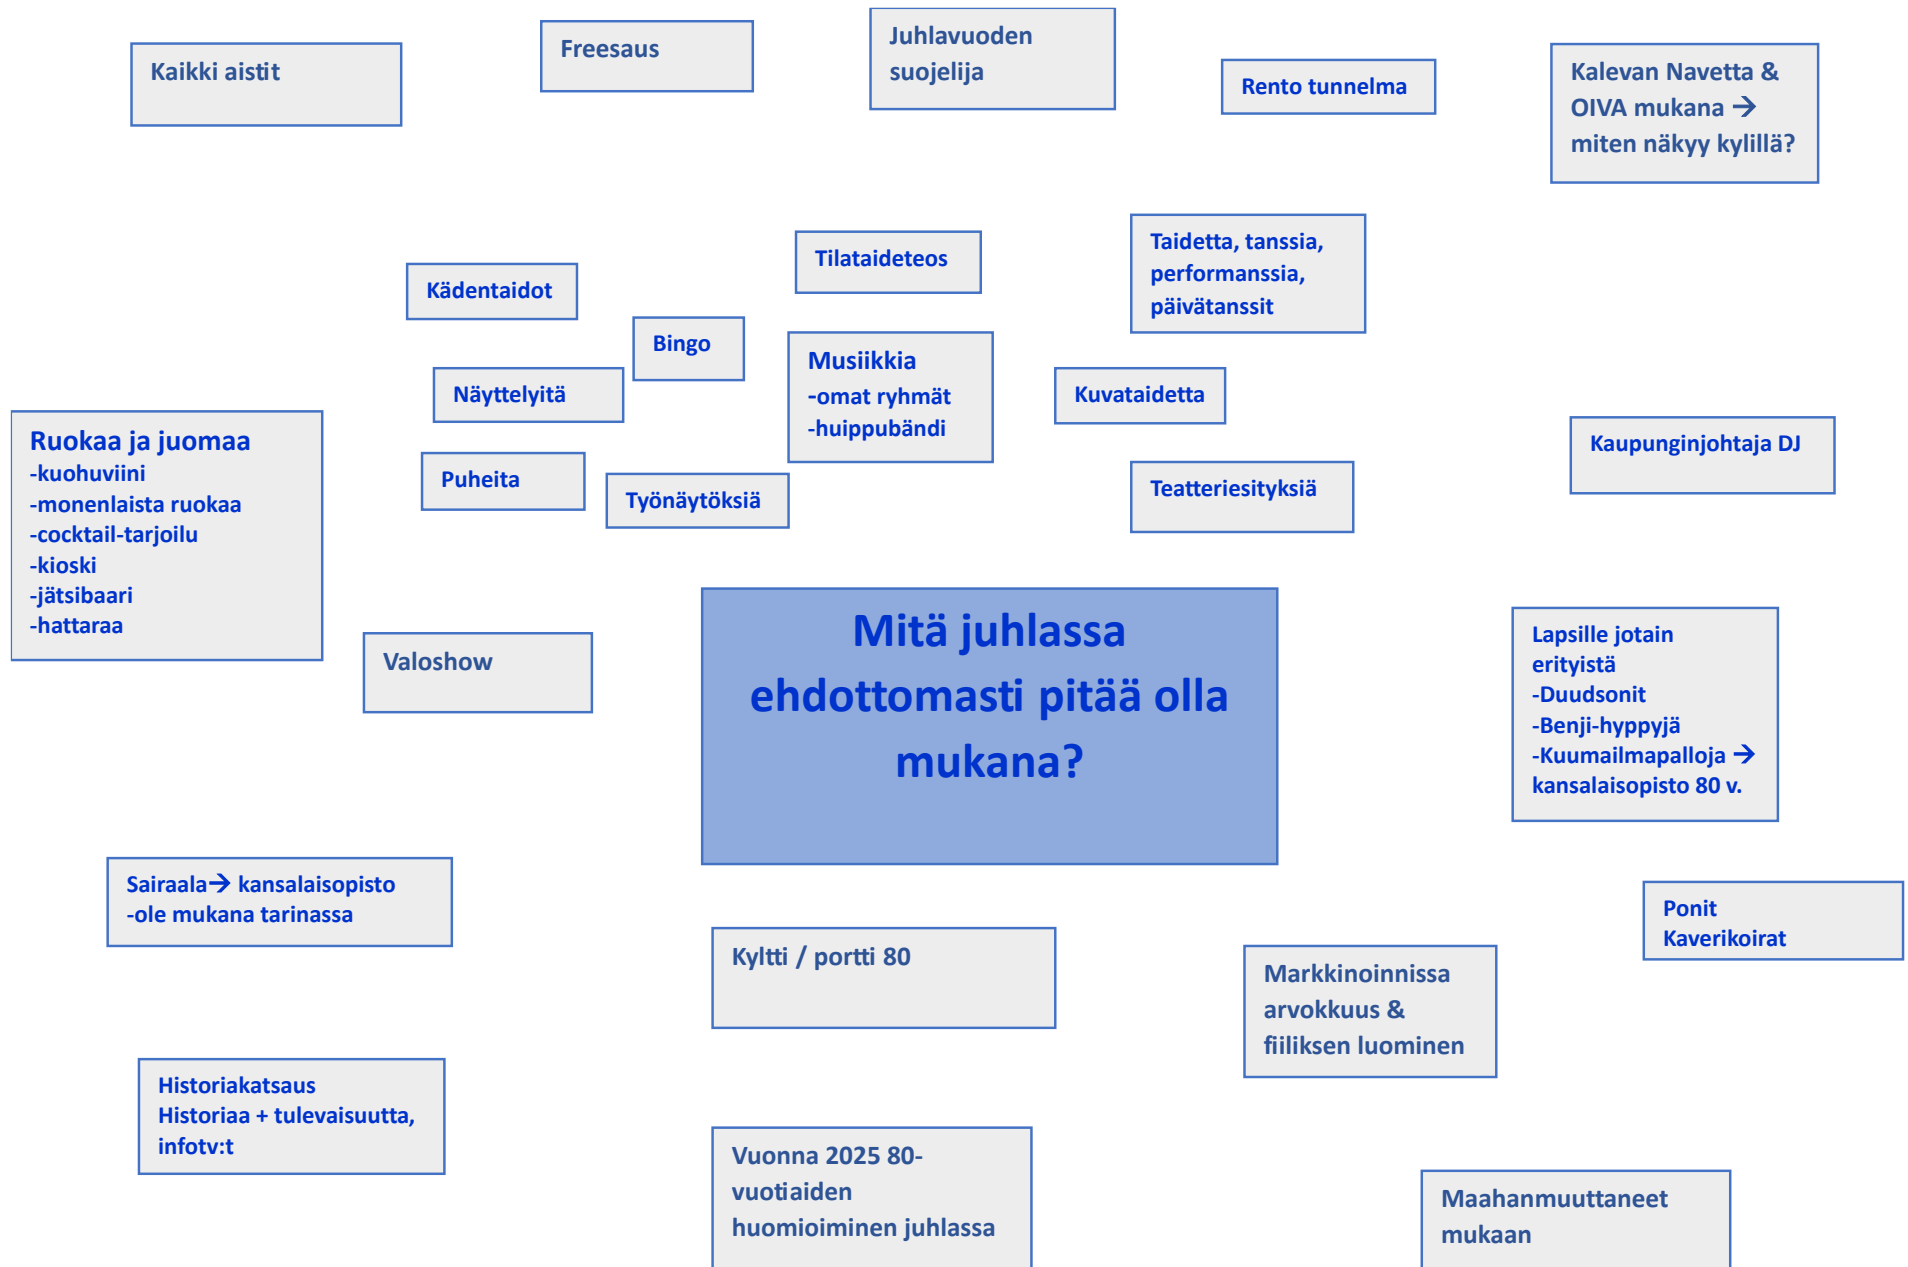 Kaikki aistit
Freesaus
Juhlavuoden
suojelija
Rento tunnelma
Kalevan Navetta &
OIVA mukana →
miten näkyy kylillä?
Kädentaidot
Tilataideteos
Taidetta, tanssia,
performanssia,
päivätanssit
Bingo
Musiikkia
-omat ryhmät
-huippubändi
Näyttelyitä
Kuvataidetta
Ruokaa ja juomaa
-kuohuviini
-monenlaista ruokaa
-cocktail-tarjoilu
-kioski
-jätsibaari
-hattaraa
Puheita
Työnäytöksiä
Teatteriesityksiä
Kaupunginjohtaja DJ
Valoshow
Mitä juhlassa
ehdottomasti pitää olla
mukana?
Lapsille jotain
erityistä
-Duudsonit
-Benji-hyppyjä
-Kuumailmapalloja →
kansalaisopisto 80 v.
Sairaala→ kansalaisopisto
-ole mukana tarinassa
Kyltti / portti 80
Markkinoinnissa
arvokkuus &
fiiliksen luominen
Ponit
Kaverikoirat
Historiakatsaus
Historiaa + tulevaisuutta,
infotv:t
Vuonna 2025 80-
vuotiaiden
huomioiminen juhlassa
Maahanmuuttaneet
mukaan